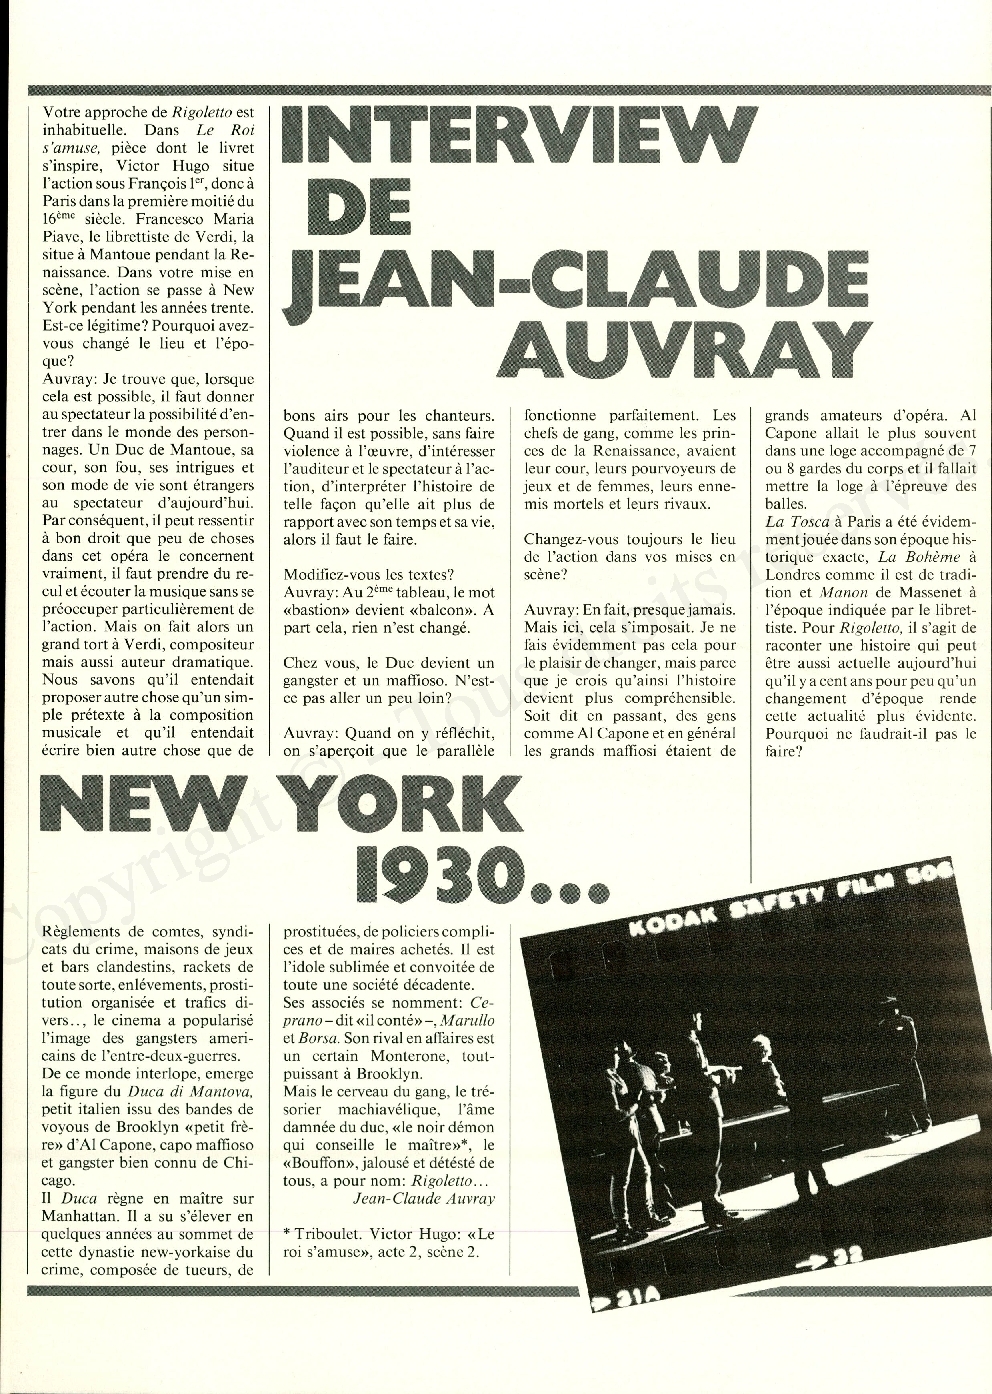 INTERVIEW
DE
JEAN-CLAUDE
AUVRAY
Votre approche de Rigoletto est
inhabituelle. Dans Le Roi
s'amuse, pièce dont le livret
s'inspire, Victor Hugo situe
l'action sous François 1er, donc à
Paris dans la première moitié du
16ème siècle. Francesco Maria
Piave, le librettiste de Verdi, la
situe à Mantoue pendant la Re-
naissance. Dans votre mise en
scène, l'action se passe à New
York pendant les années trente.
Est-ce légitime? Pourquoi avez-
vous changé le lieu et l'épo-
que?
Auvray: Je trouve que, lorsque
cela est possible, il faut donner
au spectateur la possibilité d'en-
trer dans le monde des person-
nages. Un Duc de Mantoue, sa
cour, son fou, ses intrigues et
son mode de vie sont étrangers
au spectateur d'aujourd'hui.
Par conséquent, il peut ressentir
à bon droit que peu de choses
dans cet opéra le concernent
vraiment, il faut prendre du re-
cul et écouter la musique sans se
préoccuper particulièrement de
l'action. Mais on fait alors un
grand tort à Verdi, compositeur
mais aussi auteur dramatique.
Nous savons qu'il entendait
proposer autre chose qu'un sim-
ple prétexte à la composition
musicale et qu'il entendait
écrire bien autre chose que de
bons airs pour les chanteurs.
Quand il est possible, sans faire
violence à l'œuvre, d'intéresser
l'auditeur et le spectateur à l'ac-
tion, d'interpréter l'histoire de
telle façon qu'elle ait plus de
rapport avec son temps et sa vie,
alors il faut le faire.
Modifiez-vous les textes?
Auvray: Au 2ème tableau, le mot
«bastion» devient «balcon». A
part cela, rien n'est changé.
Chez vous, le Duc devient un
gangster et un maffioso. N'est-
ce pas aller un peu loin?
Auvray: Quand on y réfléchit,
on s'aperçoit que le parallèle
fonctionne parfaitement. Les
chefs de gang, comme les prin-
ces de la Renaissance, avaient
leur cour, leurs pourvoyeurs de
jeux et de femmes, leurs enne-
mis mortels et leurs rivaux.
Changez-vous toujours le lieu
de l'action dans vos mises en
scène?
Auvray: En fait, presque jamais.
Mais ici, cela s'imposait. Je ne
fais évidemment pas cela pour
le plaisir de changer, mais parce
que je crois qu'ainsi l'histoire
devient plus compréhensible.
Soit dit en passant, des gens
comme Al Capone et en général
les grands maffiosi étaient de
grands amateurs d'opéra. Al
Capone allait le plus souvent
dans une loge accompagné de 7
ou 8 gardes du corps et il fallait
mettre la loge à l'épreuve des
balles.
La Tosca à Paris a été évidem-
ment jouée dans son époque his-
torique exacte, La Bohème à
Londres comme il est de tradi-
tion et Manon de Massenet à
l'époque indiquée par le libret-
tiste. Pour Rigoletto, il s'agit de
raconter une histoire qui peut
être aussi actuelle aujourd'hui
qu'il y a cent ans pour peu qu'un
changement d'époque rende
cette actualité plus évidente.
Pourquoi ne faudrait-il pas le
faire?
NEW YORK
1930...
Règlements de comtes, syndi-
cats du crime, maisons de jeux
et bars clandestins, rackets de
toute sorte, enlévements, prosti-
tution organisée et trafics di-
vers.., le cinema a popularisé
l'image des gangsters ameri-
cains de l'entre-deux-guerres.
De ce monde interlope, emerge
la figure du Duca di Mantova,
petit italien issu des bandes de
voyous de Brooklyn «petit frè-
re» d'Al Capone, capo maffioso
et gangster bien connu de Chi-
cago.
Il Duca règne en maître sur
Manhattan. Il a su s'élever en
quelques années au sommet de
cette dynastie new-yorkaise du
crime, composée de tueurs, de
prostituées, de policiers compli-
ces et de maires achetés. Il est
l'idole sublimée et convoitée de
toute une société décadente.
Ses associés se nomment: Ce-
prano – dit «il conté» –, Marullo
et Borsa. Son rival en affaires est
un certain Monterone, tout-
puissant à Brooklyn.
Mais le cerveau du gang, le tré-
sorier machiavélique, l'âme
damnée du duc, «le noir démon
qui conseille le maître»*, le
«Bouffon», jalousé et détésté de
tous, a pour nom: Rigoletto...
Jean-Claude Auvray
* Triboulet. Victor Hugo: «Le
roi s'amuse», acte 2, scène 2.
KODAK SAFETY FILM 506
31A
32
Copyright © Tous droits réservés